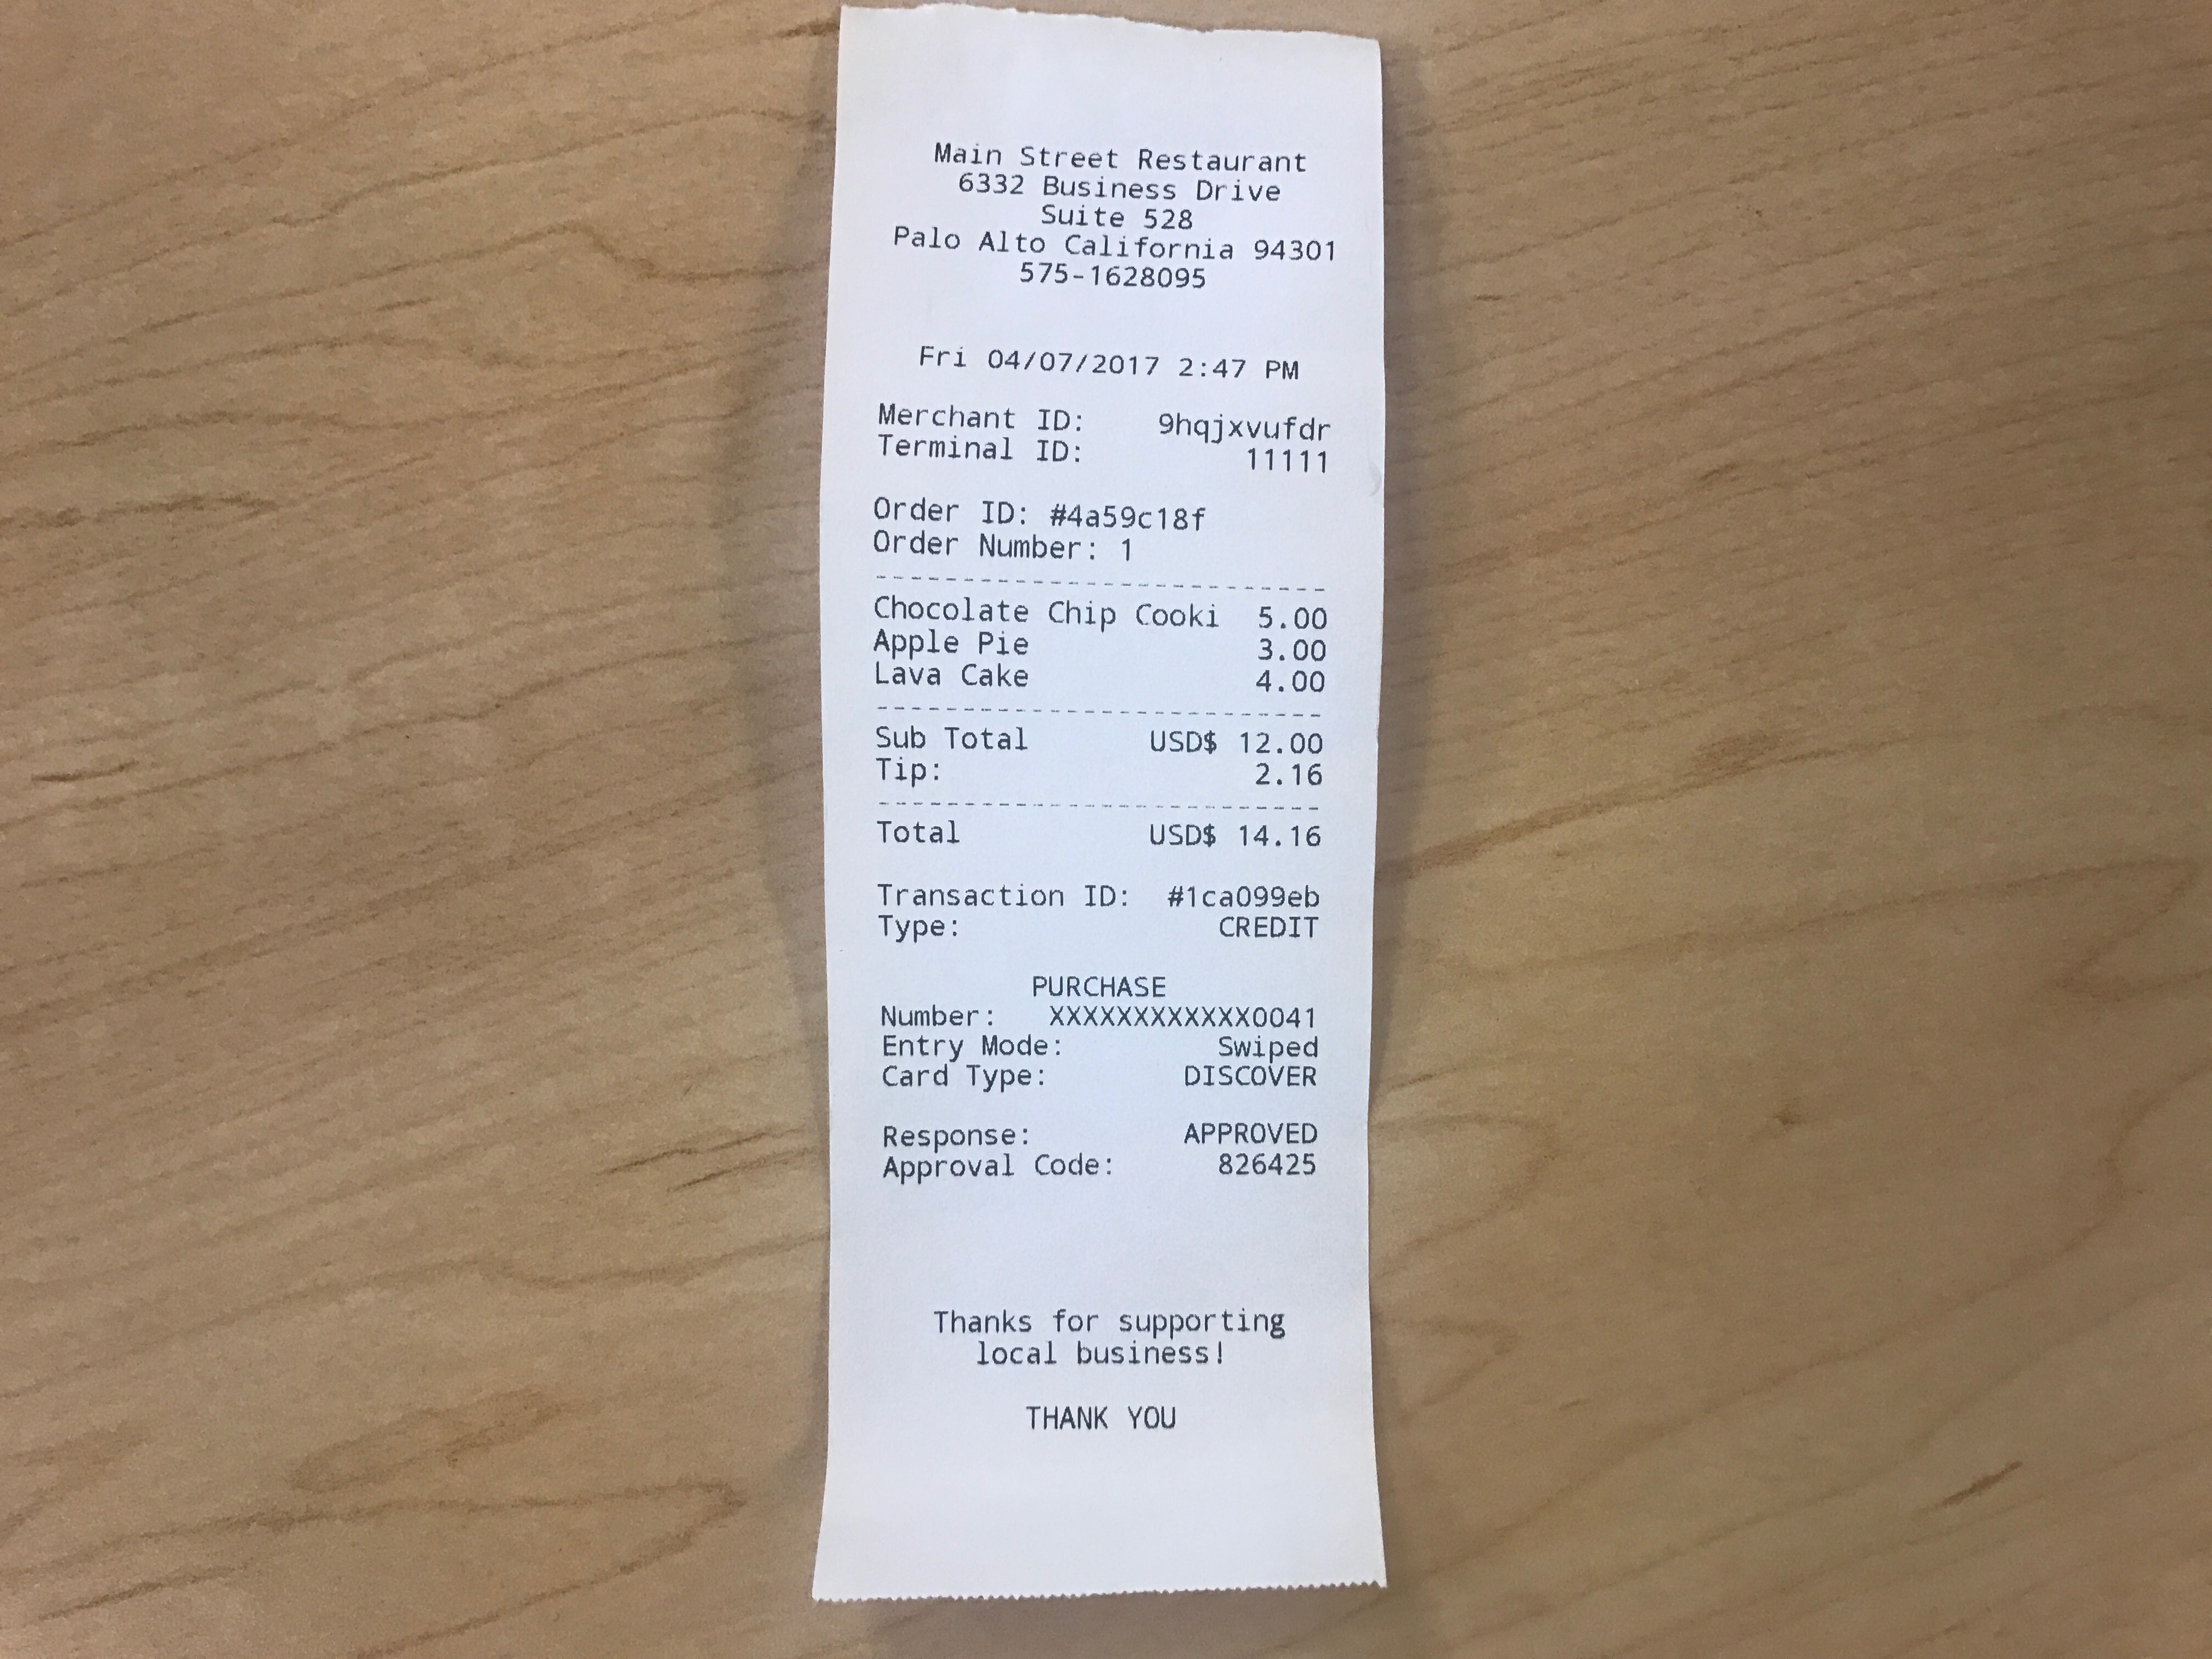 Main Street Restaurant
6332 Business Drive
Suite 528
Palo Alto California 94301
575-1628095
Fri 04/07/2017 2:47 PM
Merchant ID: 9hqjxvufdr
Terminal ID: 11111
Order ID: #4a59c18f
Order Number: 1
--------------------------
Chocolate Chip Cooki 5.00
Apple Pie 3.00
Lava Cake 4.00
--------------------------
Sub Total USD$ 12.00
Tip: 2.16
--------------------------
Total USD$ 14.16
Transaction ID: #1ca099eb
Type: CREDIT
PURCHASE
Number: XXXXXXXXXXXX0041
Entry Mode: Swiped
Card Type: DISCOVER
Response: APPROVED
Approval Code: 826425
Thanks for supporting
local business!
THANK YOU